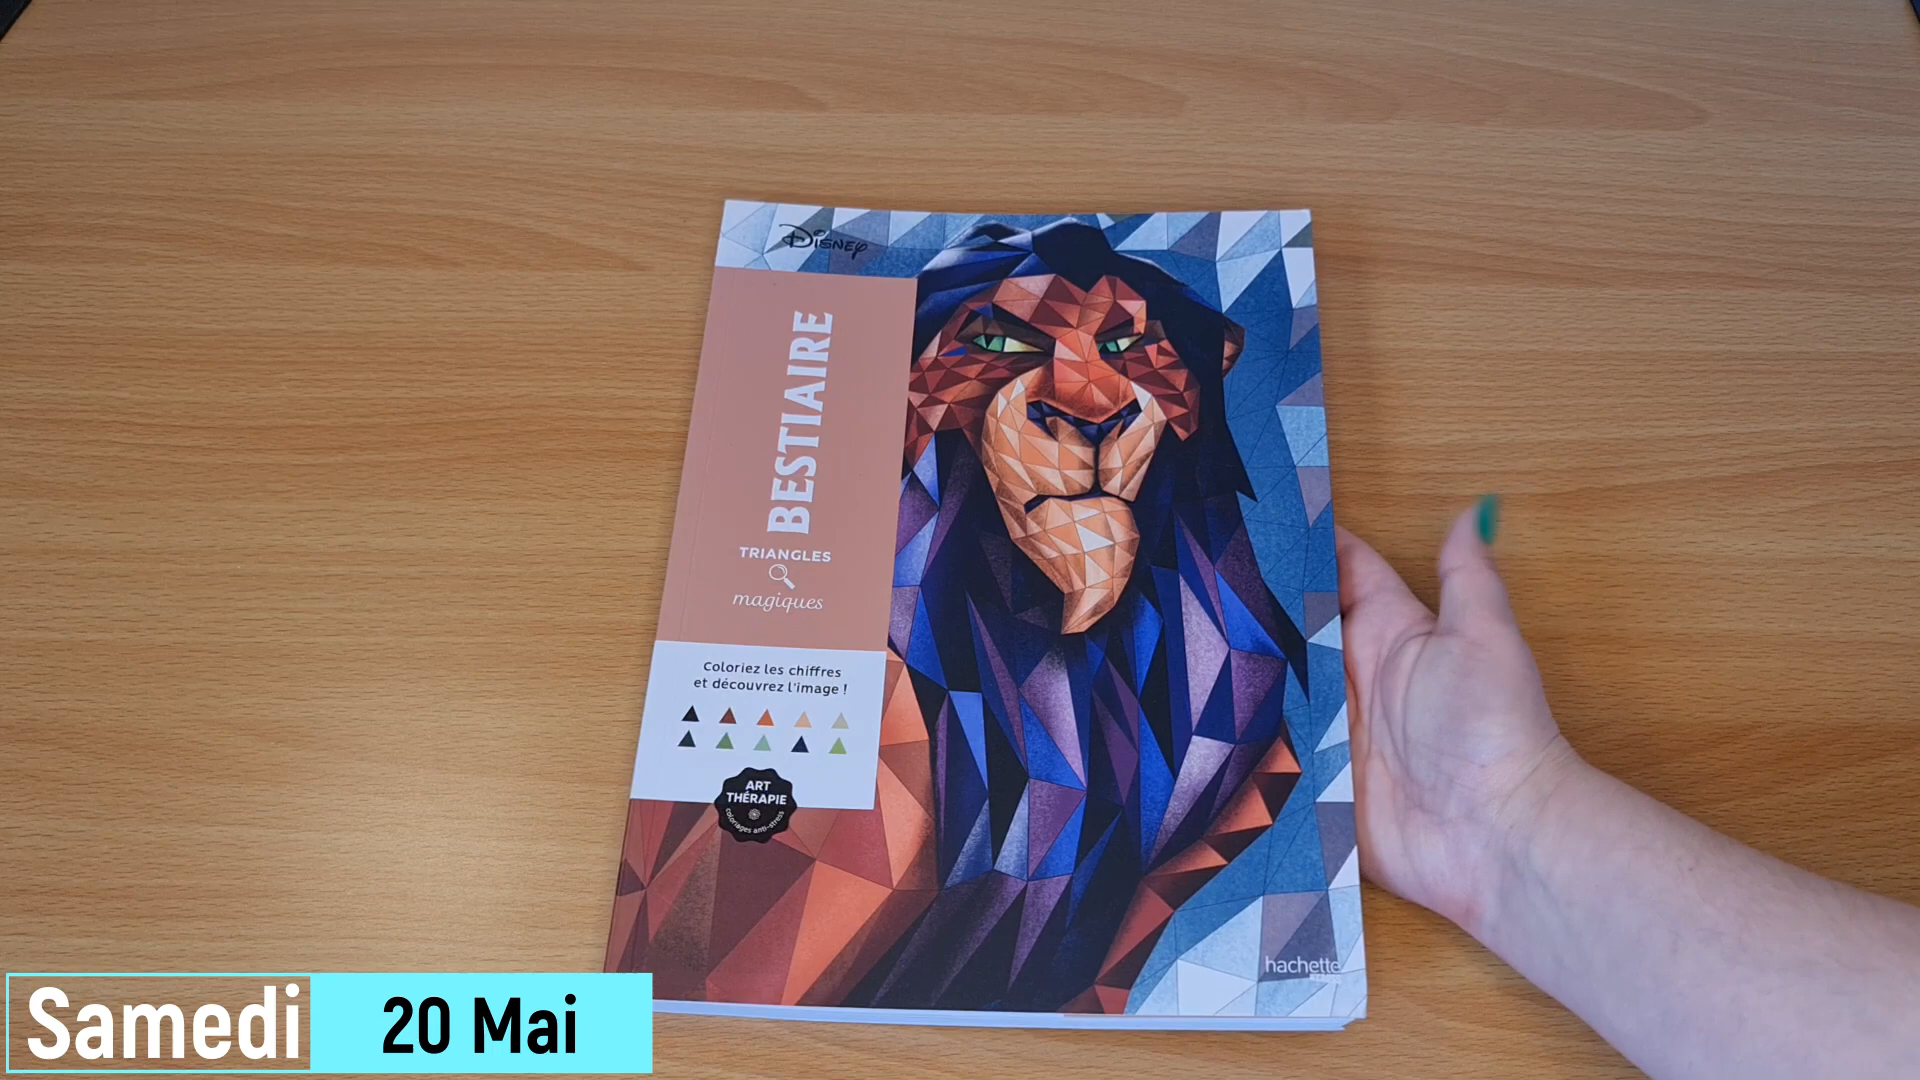 Disney
BESTIAIRE
TRIANGLES
magiques
Coloriez les chiffres
et découvrez l'image !
ART
THÉRAPIE
coloriages anti-stress
hachette
Samedi
20 Mai